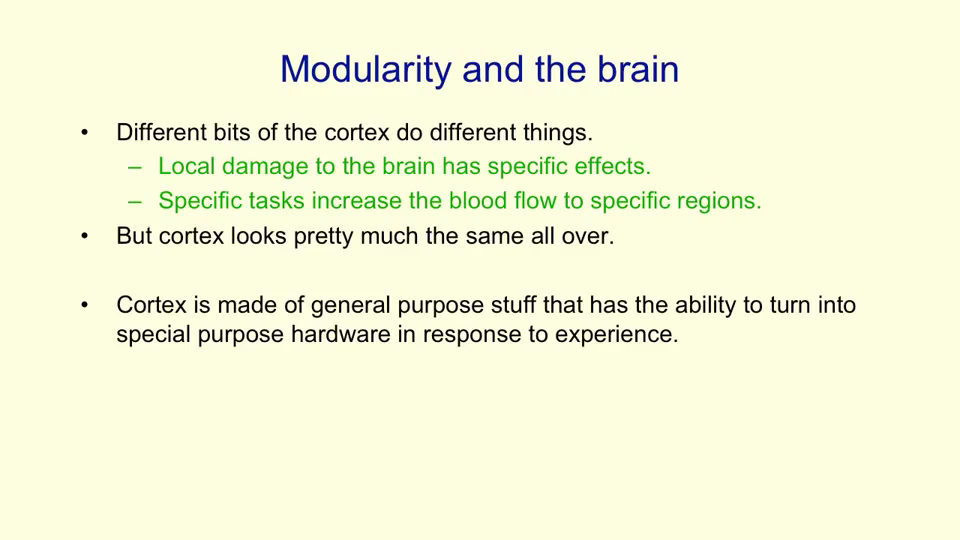 Modularity and the brain
• Different bits of the cortex do different things.
– Local damage to the brain has specific effects.
– Specific tasks increase the blood flow to specific regions.
• But cortex looks pretty much the same all over.
• Cortex is made of general purpose stuff that has the ability to turn into
special purpose hardware in response to experience.